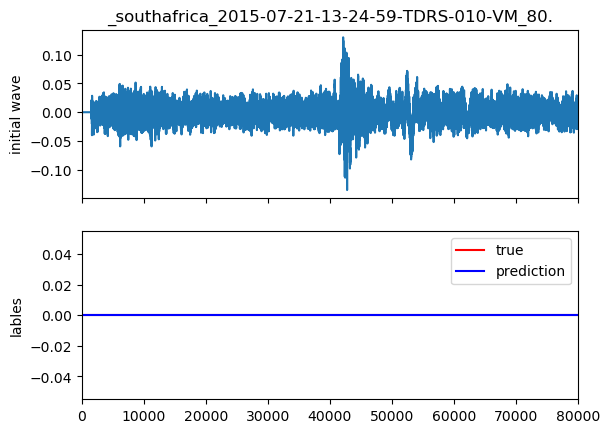 _southafrica_2015-07-21-13-24-59-TDRS-010-VM_80.
0.10
0.05
0.00
−0.05
−0.10
initial wave
true
prediction
0.04
0.02
0.00
−0.02
−0.04
lables
0 10000 20000 30000 40000 50000 60000 70000 80000